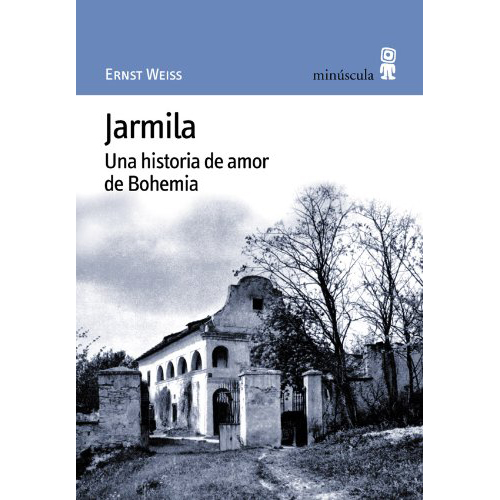 ERNST WEISS
minúscula
Jarmila
Una historia de amor
de Bohemia